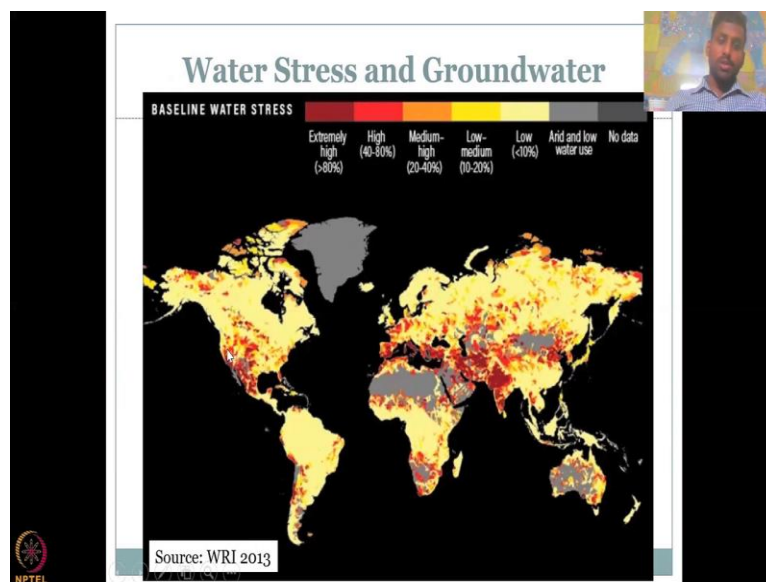 Water Stress and Groundwater
BASELINE WATER STRESS
Extremely high (>80%)
High (40-80%)
Medium-high (20-40%)
Low-medium (10-20%)
Low (<10%)
Arid and low water use
No data
Source: WRI 2013
NPTEL